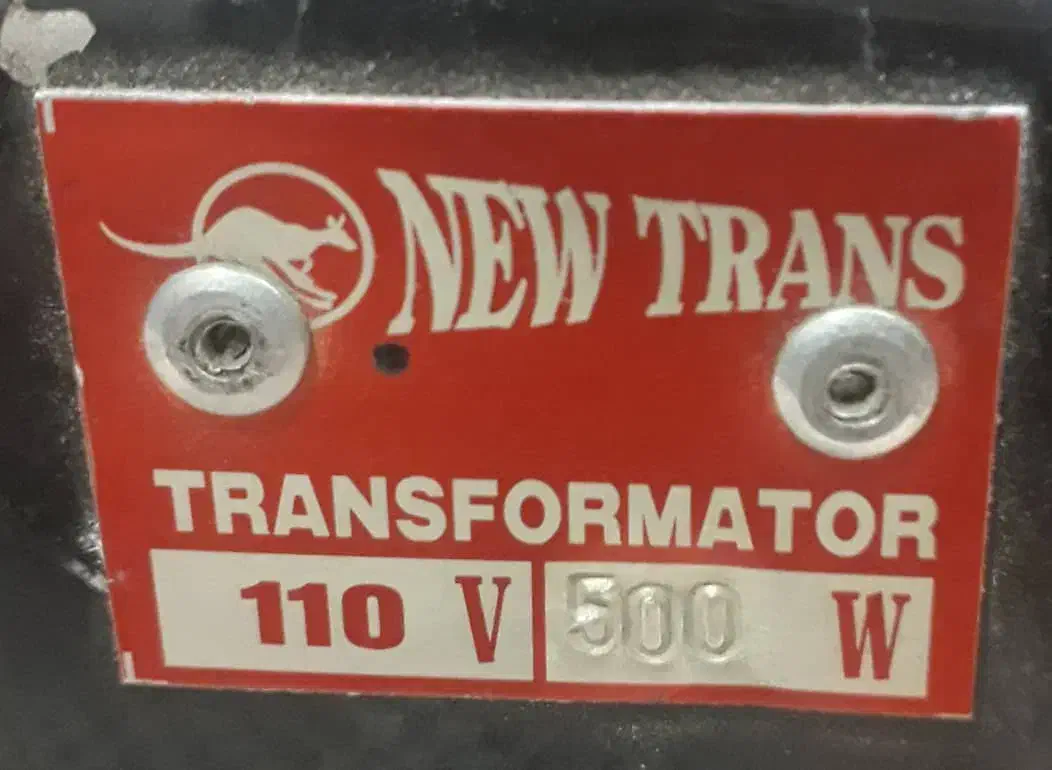 NEW TRANS
TRANSFORMATOR
110 V 500 W